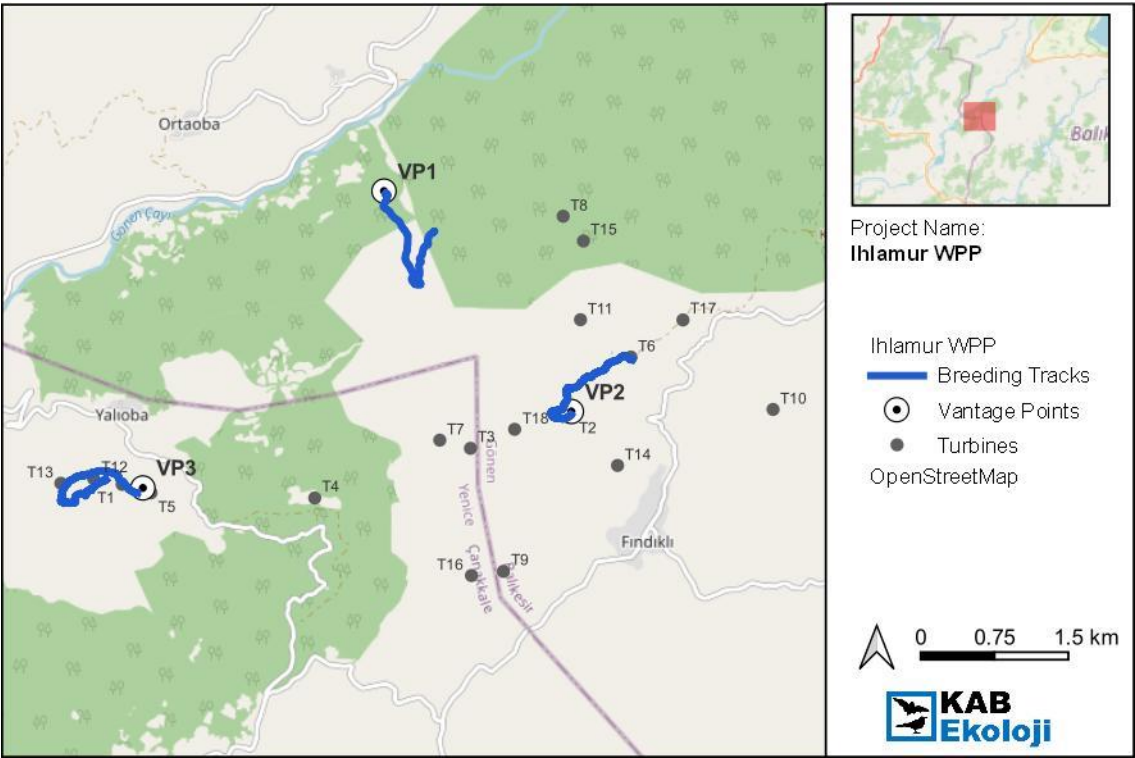 Ortaoba
VP1
Gönen Çayı
T8
T15
T11
T17
T6
VP2
T10
Yalıoba
T18
T2
T7
T3
Gönen
T14
VP3
T13
T12
T1
T5
T4
Yenice
Fındıklı
T16
T9
Çanakkale
Balıkesir
Balık
Project Name:
Ihlamur WPP
Ihlamur WPP
Breeding Tracks
Vantage Points
Turbines
OpenStreetMap
0 0.75 1.5 km
KAB
Ekoloji